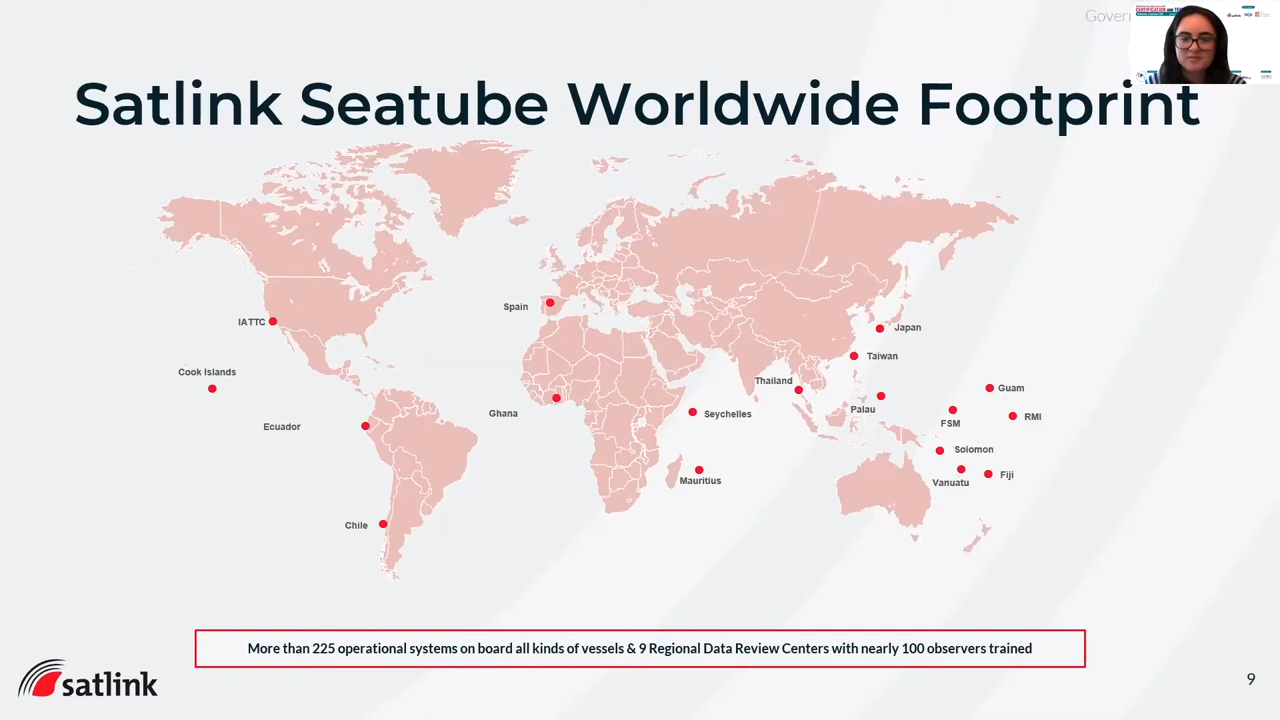 Govern
CERTIFICATION
Satlink Seatube Worldwide Footprint
Spain
IATTC
Japan
Taiwan
Cook Islands
Thailand
Guam
Ghana
Seychelles
Palau
RMI
Ecuador
FSM
Solomon
Mauritius
Vanuatu
Fiji
Chile
More than 225 operational systems on board all kinds of vessels & 9 Regional Data Review Centers with nearly 100 observers trained
satlink
9